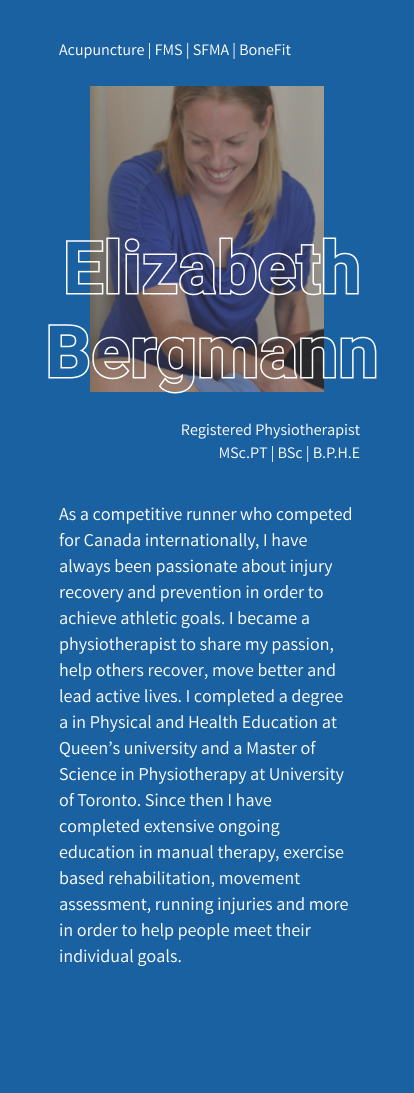 Acupuncture | FMS | SFMA | BoneFit
Elizabeth
Bergmann
Registered Physiotherapist
MSc.PT | BSc | B.P.H.E
As a competitive runner who competed
for Canada internationally, I have
always been passionate about injury
recovery and prevention in order to
achieve athletic goals. I became a
physiotherapist to share my passion,
help others recover, move better and
lead active lives. I completed a degree
a in Physical and Health Education at
Queen’s university and a Master of
Science in Physiotherapy at University
of Toronto. Since then I have
completed extensive ongoing
education in manual therapy, exercise
based rehabilitation, movement
assessment, running injuries and more
in order to help people meet their
individual goals.